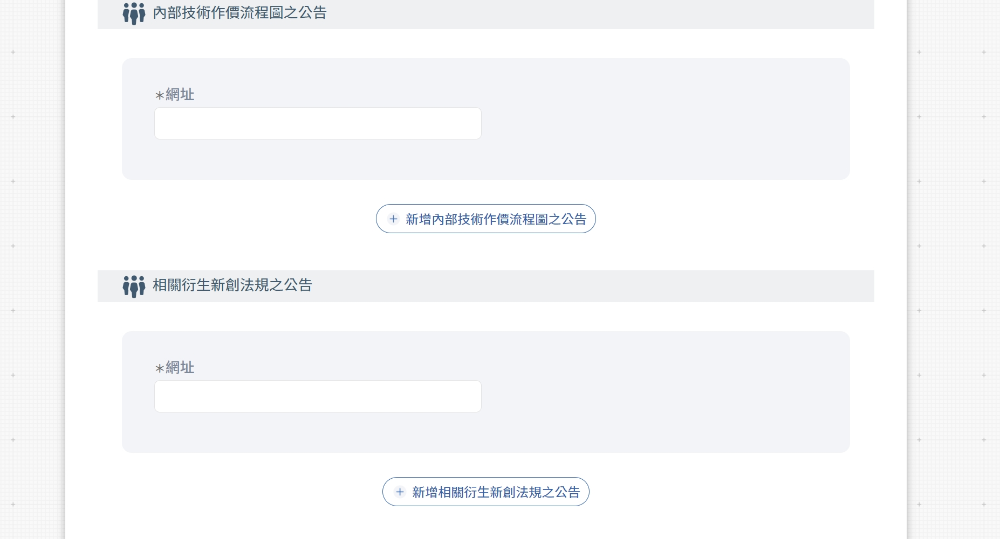 內部技術作價流程圖之公告
*網址
+ 新增內部技術作價流程圖之公告
相關衍生新創法規之公告
*網址
+ 新增相關衍生新創法規之公告